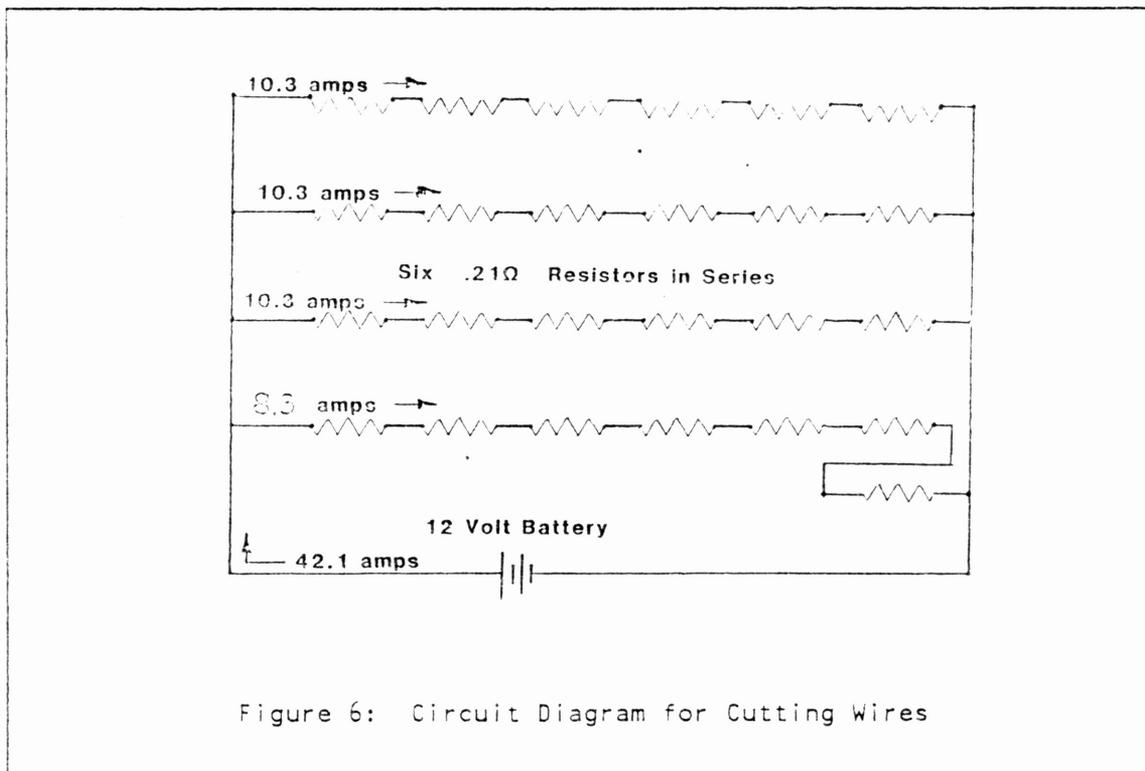 10.3 amps
10.3 amps
Six .21Ω Resistors in Series
10.3 amps
8.3 amps
12 Volt Battery
42.1 amps
Figure 6: Circuit Diagram for Cutting Wires